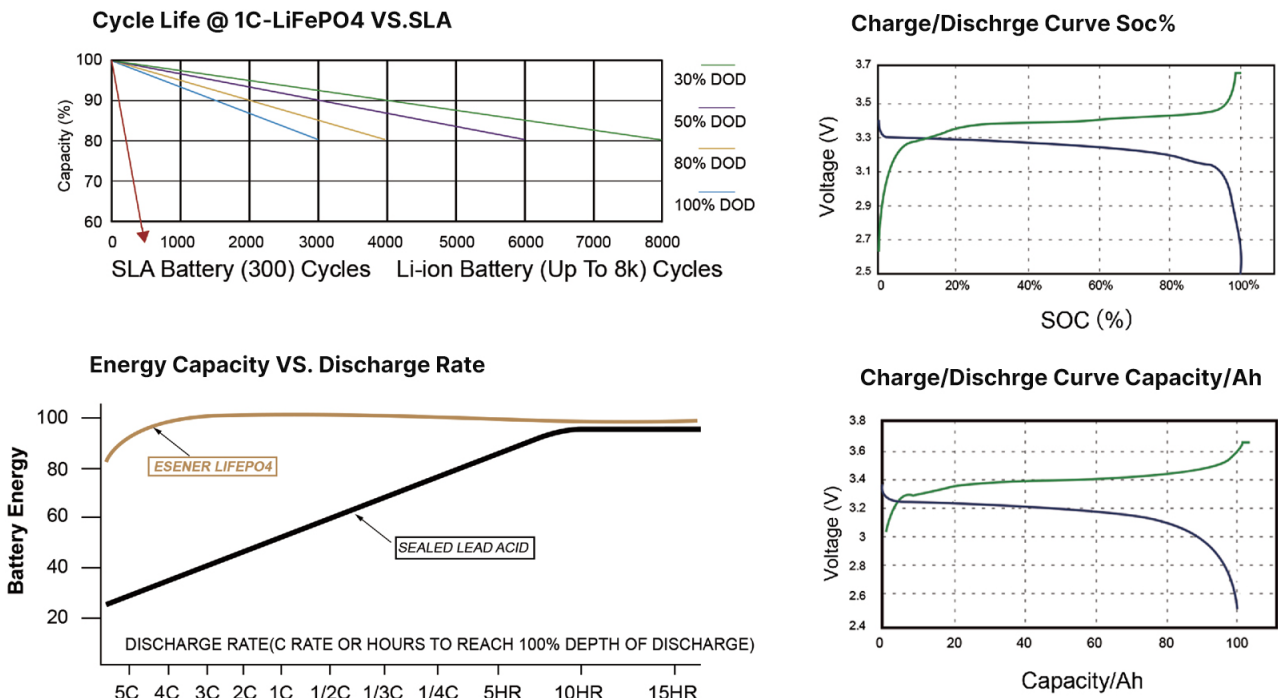 Cycle Life @ 1C-LiFePO4 VS.SLA
100
90
80
70
60
Capacity (%)
0 1000 2000 3000 4000 5000 6000 7000 8000
SLA Battery (300) Cycles Li-ion Battery (Up To 8k) Cycles
30% DOD
50% DOD
80% DOD
100% DOD
Charge/Dischrge Curve Soc%
3.7
3.5
3.3
3.1
2.9
2.7
2.5
Voltage (V)
0 20% 40% 60% 80% 100%
SOC (%)
Energy Capacity VS. Discharge Rate
100
80
60
40
20
Battery Energy
ESENER LIFEPO4
SEALED LEAD ACID
DISCHARGE RATE(C RATE OR HOURS TO REACH 100% DEPTH OF DISCHARGE)
5C 4C 3C 2C 1C 1/2C 1/3C 1/4C 5HR 10HR 15HR
Charge/Dischrge Curve Capacity/Ah
3.8
3.6
3.4
3.2
3
2.8
2.6
2.4
Voltage (V)
0 20 40 60 80 100
Capacity/Ah